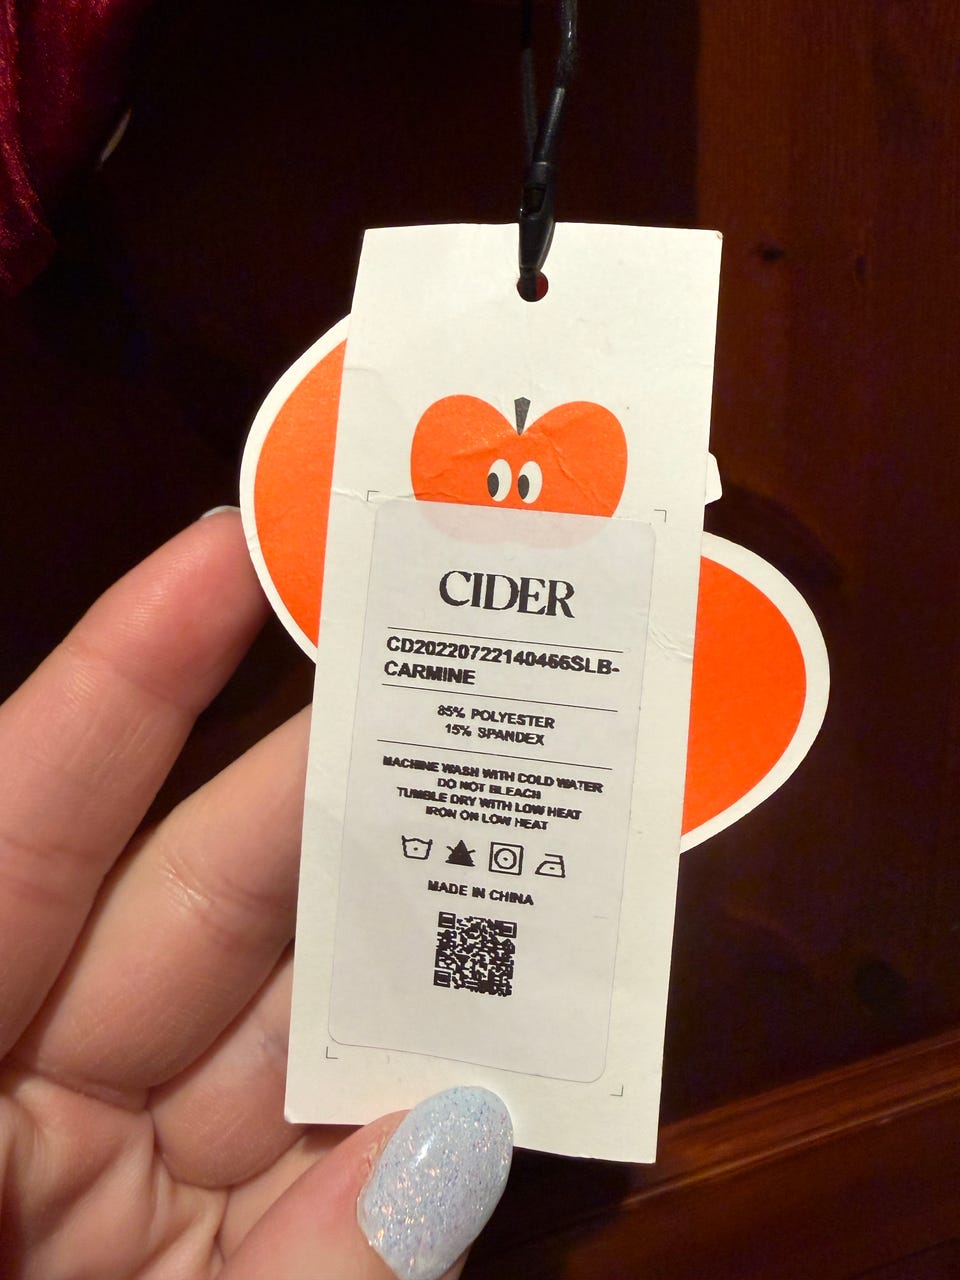 CIDER
CD20220722140466SLB-
CARMINE
85% POLYESTER
15% SPANDEX
MACHINE WASH WITH COLD WATER
DO NOT BLEACH
TUMBLE DRY WITH LOW HEAT
IRON ON LOW HEAT
MADE IN CHINA